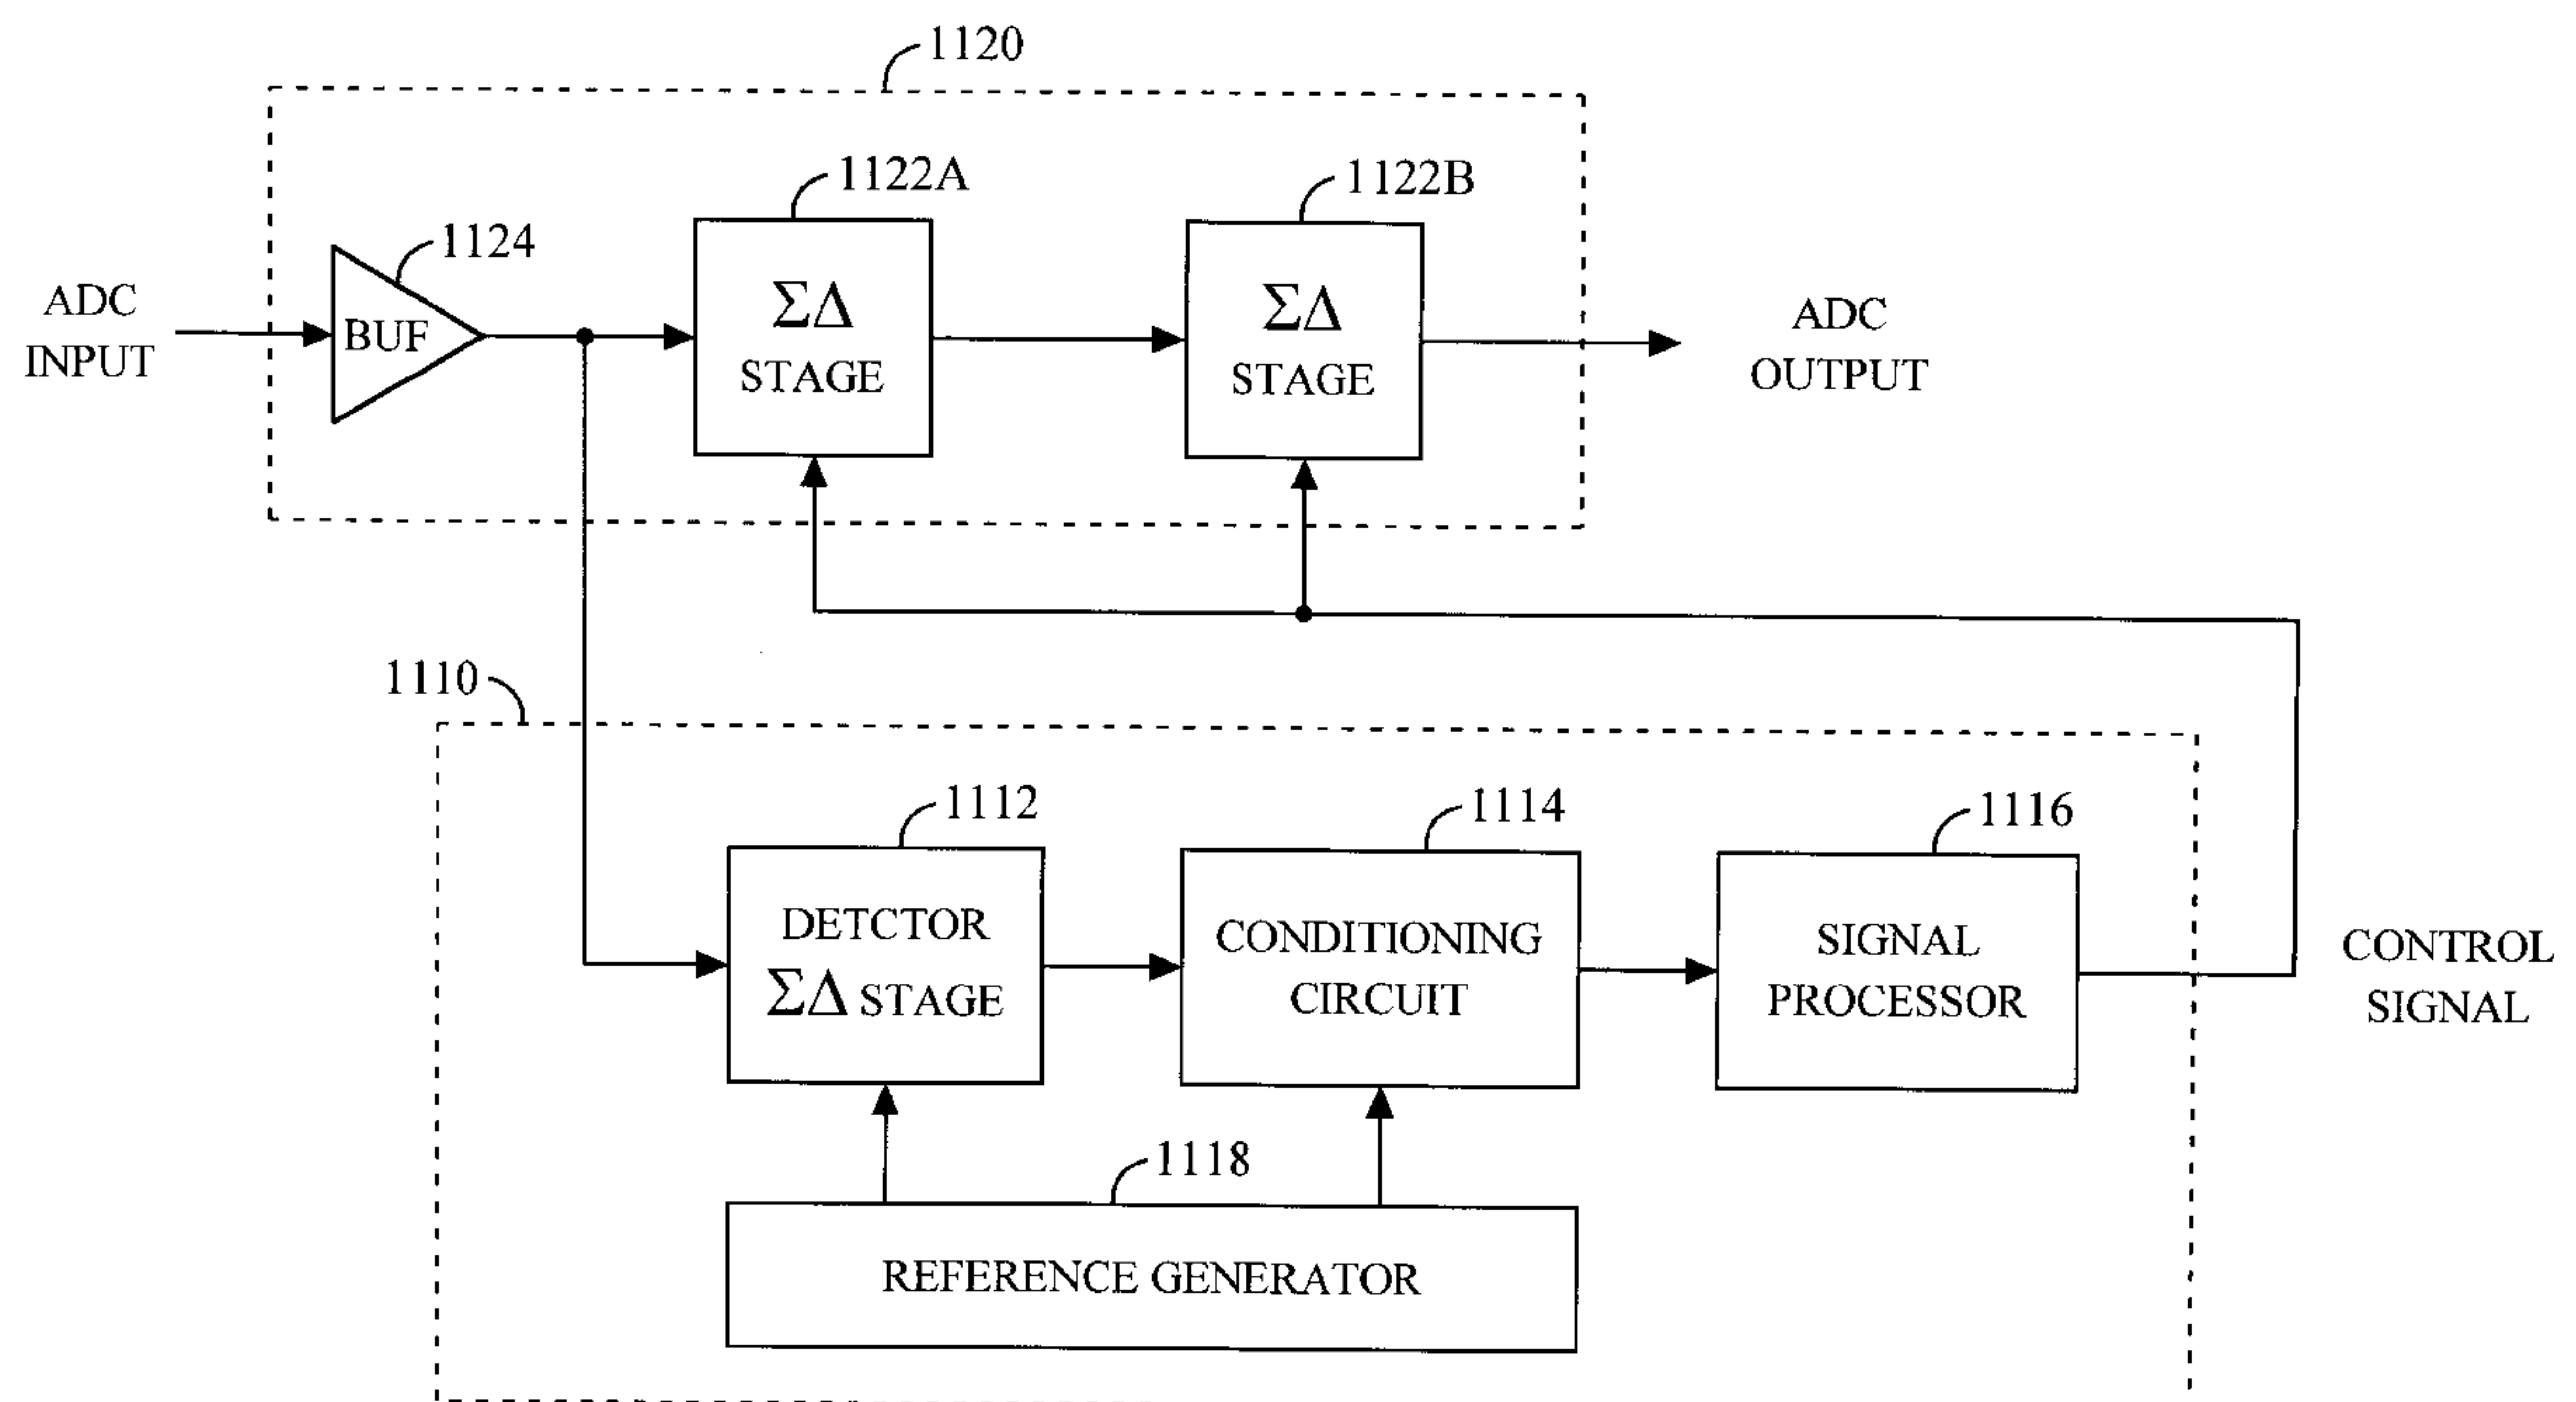 1120
1122A
1122B
1124
ADC
INPUT
BUF
ΣΔ
STAGE
ΣΔ
STAGE
ADC
OUTPUT
1110
1112
1114
1116
DETCTOR
ΣΔ STAGE
CONDITIONING
CIRCUIT
SIGNAL
PROCESSOR
CONTROL
SIGNAL
1118
REFERENCE GENERATOR